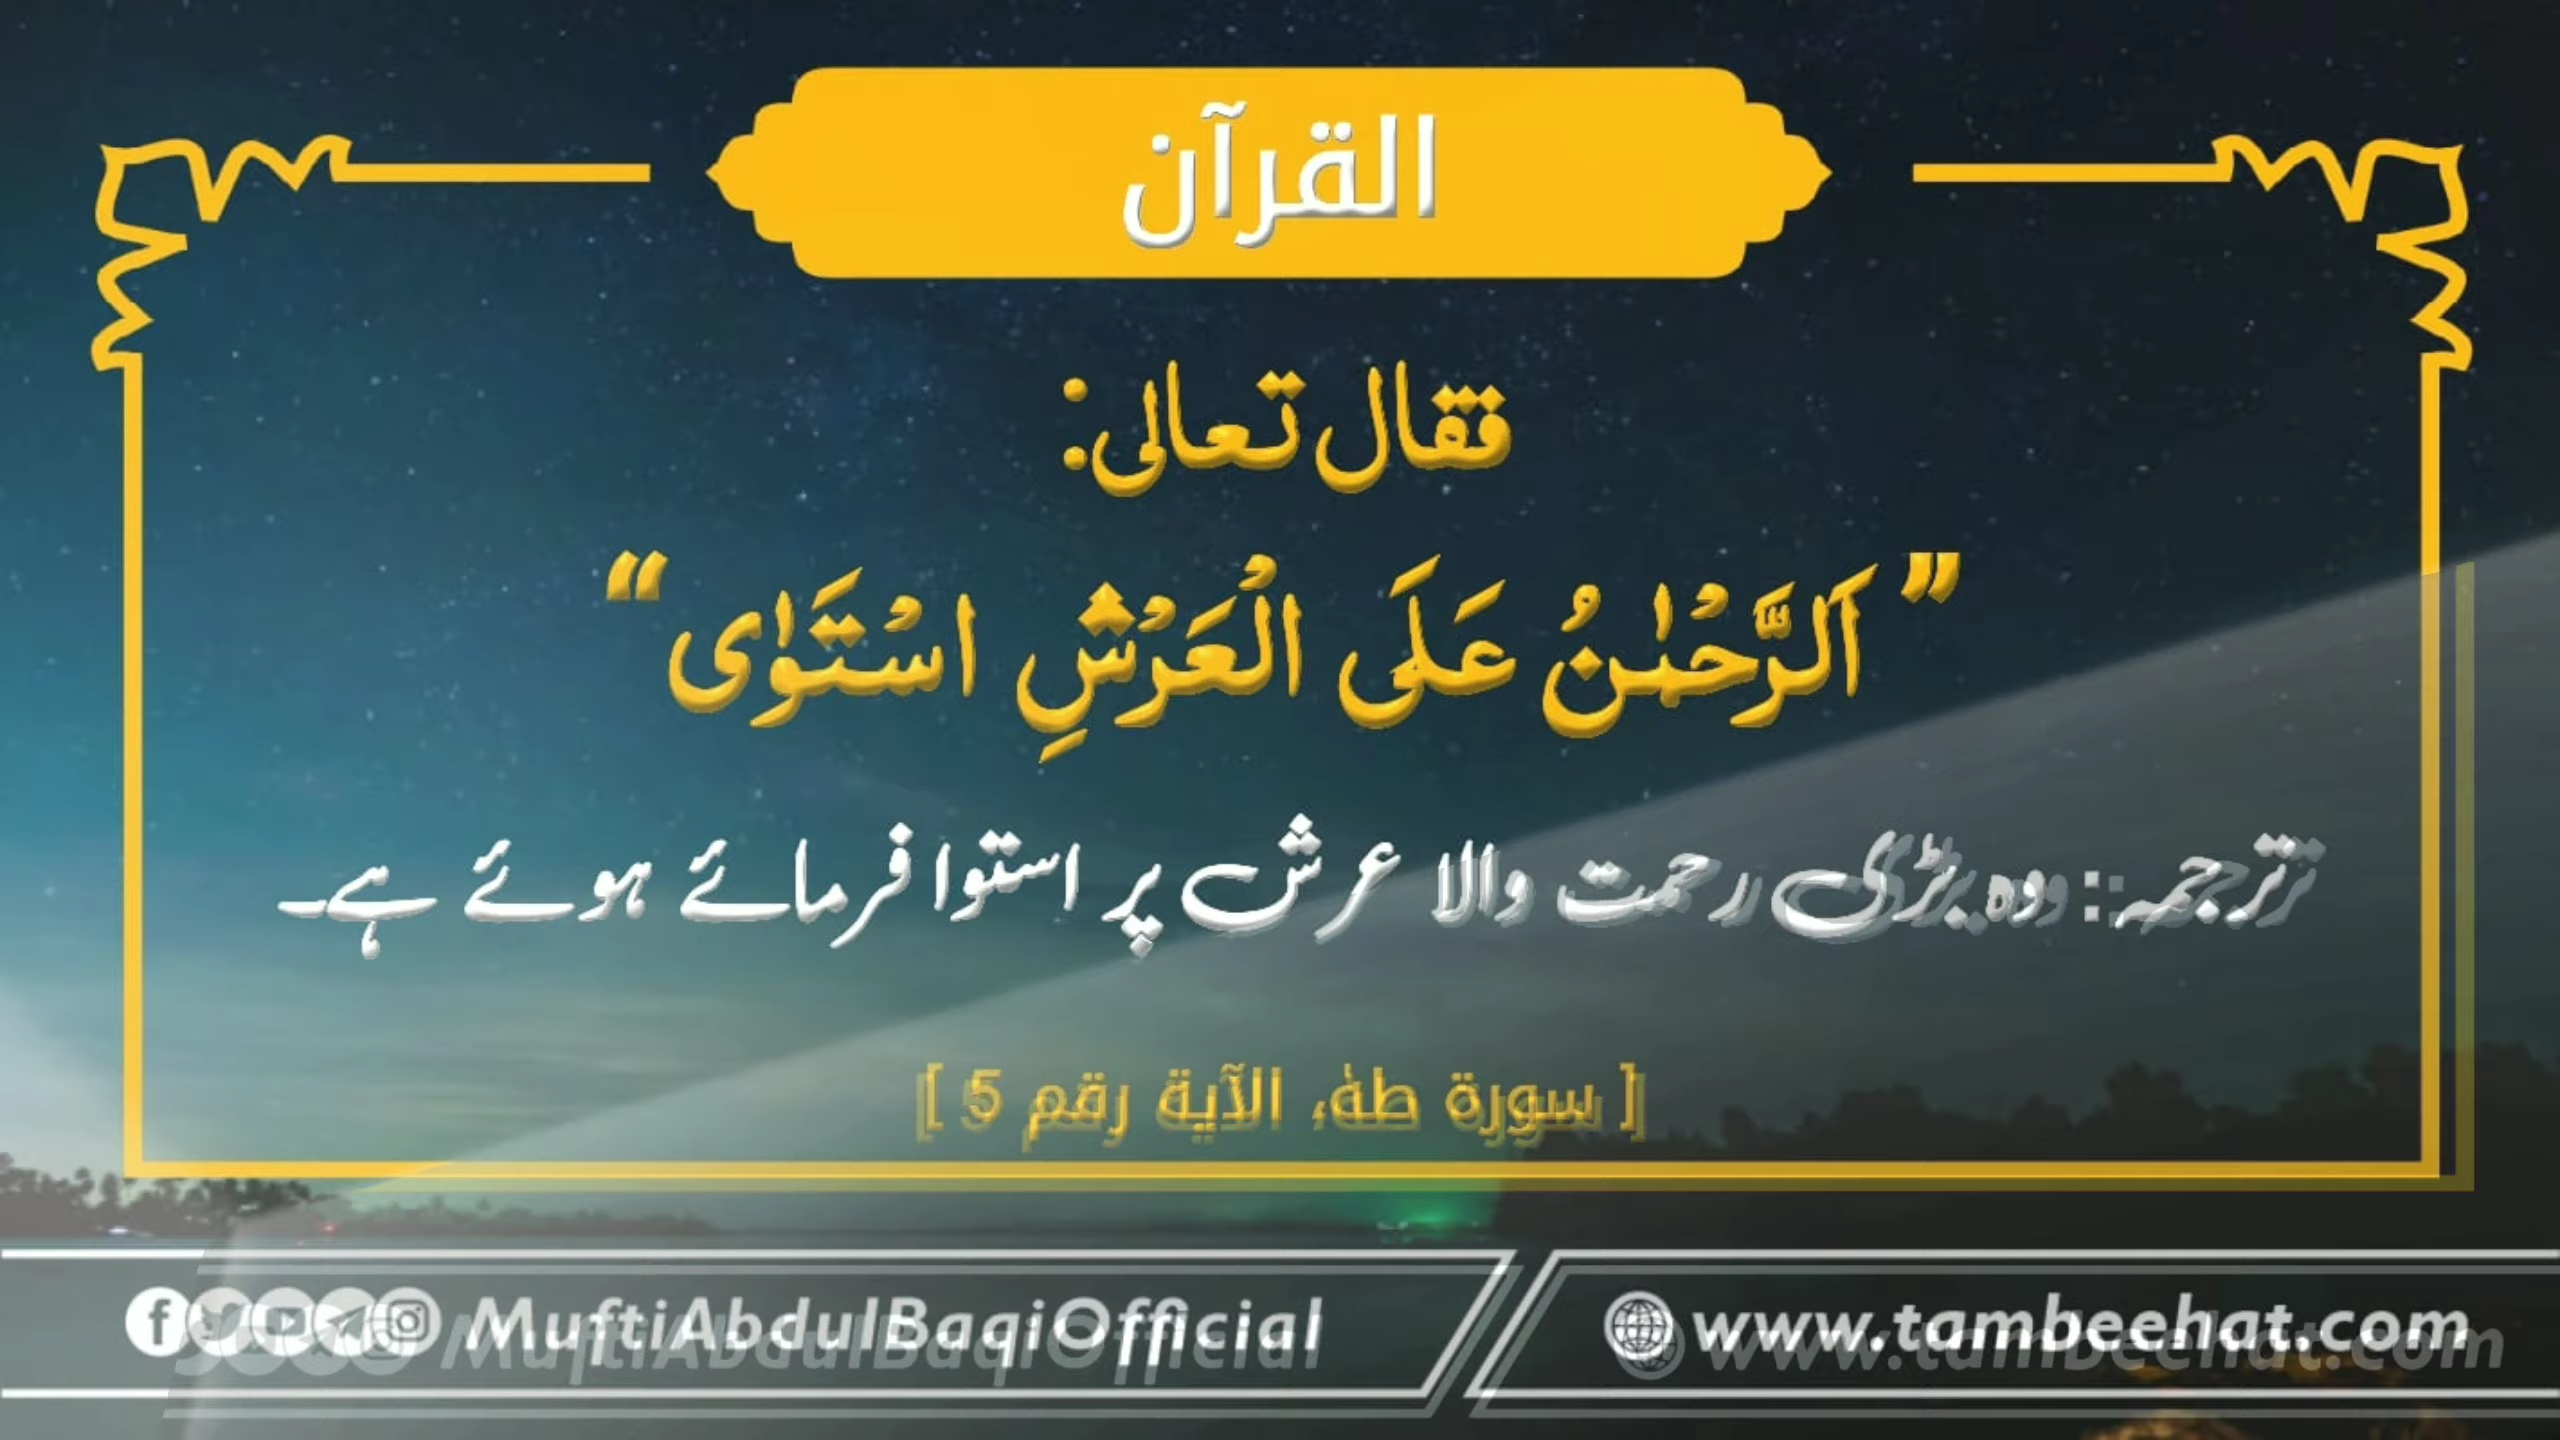 القرآن
فقال تعالى:
”اَلرَّحْمٰنُ عَلَى الْعَرْشِ اسْتَوٰى“
ترجمہ: وہ بڑی رحمت والا عرش پر استوا فرمائے ہوئے ہے۔
[ سورة طهٰ، الآية رقم 5 ]
MuftiAbdulBaqiOfficial
www.tambeehat.com